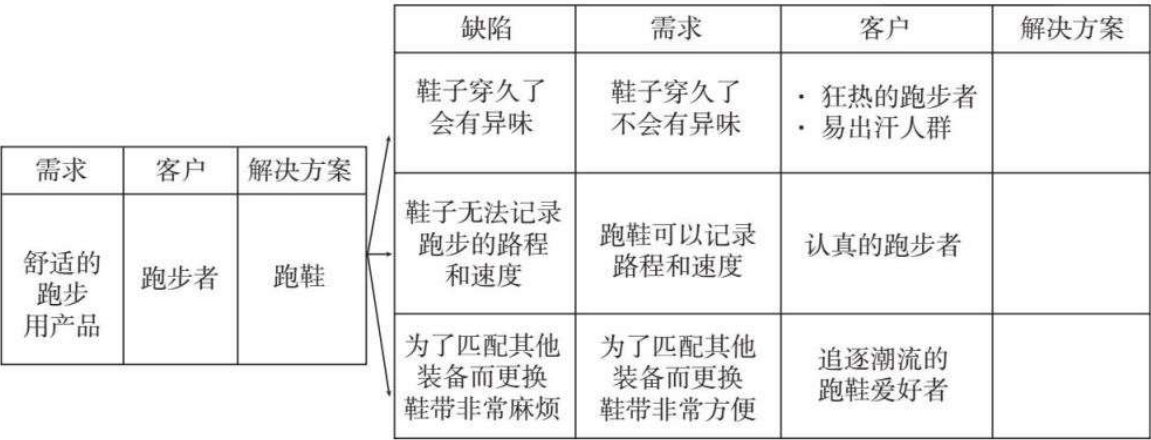 缺陷 需求 客户 解决方案
鞋子穿久了
会有异味
鞋子穿久了
不会有异味
· 狂热的跑步者
· 易出汗人群
需求 客户 解决方案
舒适的
跑步
用产品
跑步者
跑鞋
鞋子无法记录
跑步的路程
和速度
跑鞋可以记录
路程和速度
认真的跑步者
为了匹配其他
装备而更换
鞋带非常麻烦
为了匹配其他
装备而更换
鞋带非常方便
追逐潮流的
跑鞋爱好者